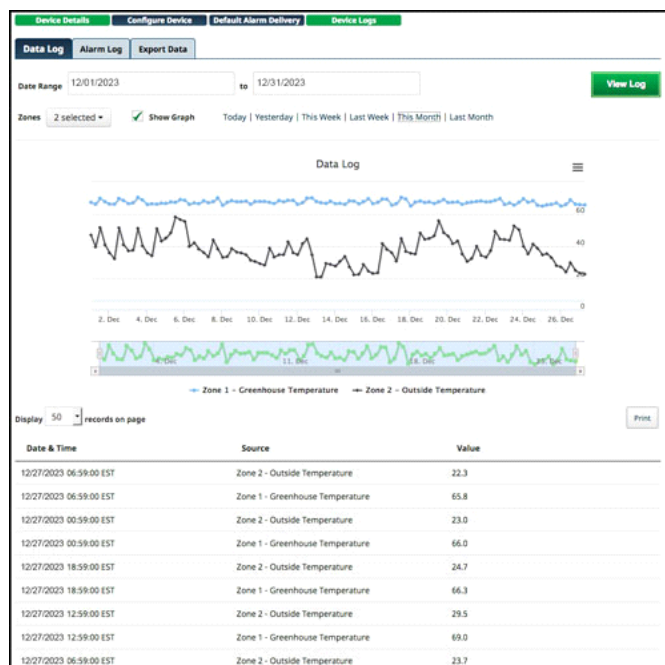 Device Details Configure Device Default Alarm Delivery Device Logs
Data Log Alarm Log Export Data
Date Range 12/01/2023 to 12/31/2023 View Log
Zones 2 selected Show Graph Today | Yesterday | This Week | Last Week | This Month | Last Month
Data Log
60
40
20
0
2. Dec 4. Dec 6. Dec 8. Dec 10. Dec 12. Dec 14. Dec 16. Dec 18. Dec 20. Dec 22. Dec 24. Dec 26. Dec
4. Dec 11. Dec 18. Dec
Zone 1 - Greenhouse Temperature Zone 2 - Outside Temperature
Display 50 records on page Print
Date & Time Source Value
12/27/2023 06:59:00 EST Zone 2 - Outside Temperature 22.3
12/27/2023 06:59:00 EST Zone 1 - Greenhouse Temperature 65.8
12/27/2023 00:59:00 EST Zone 2 - Outside Temperature 23.0
12/27/2023 00:59:00 EST Zone 1 - Greenhouse Temperature 66.0
12/27/2023 18:59:00 EST Zone 2 - Outside Temperature 24.7
12/27/2023 18:59:00 EST Zone 1 - Greenhouse Temperature 66.3
12/27/2023 12:59:00 EST Zone 2 - Outside Temperature 29.5
12/27/2023 12:59:00 EST Zone 1 - Greenhouse Temperature 69.0
12/27/2023 06:59:00 EST Zone 2 - Outside Temperature 23.7